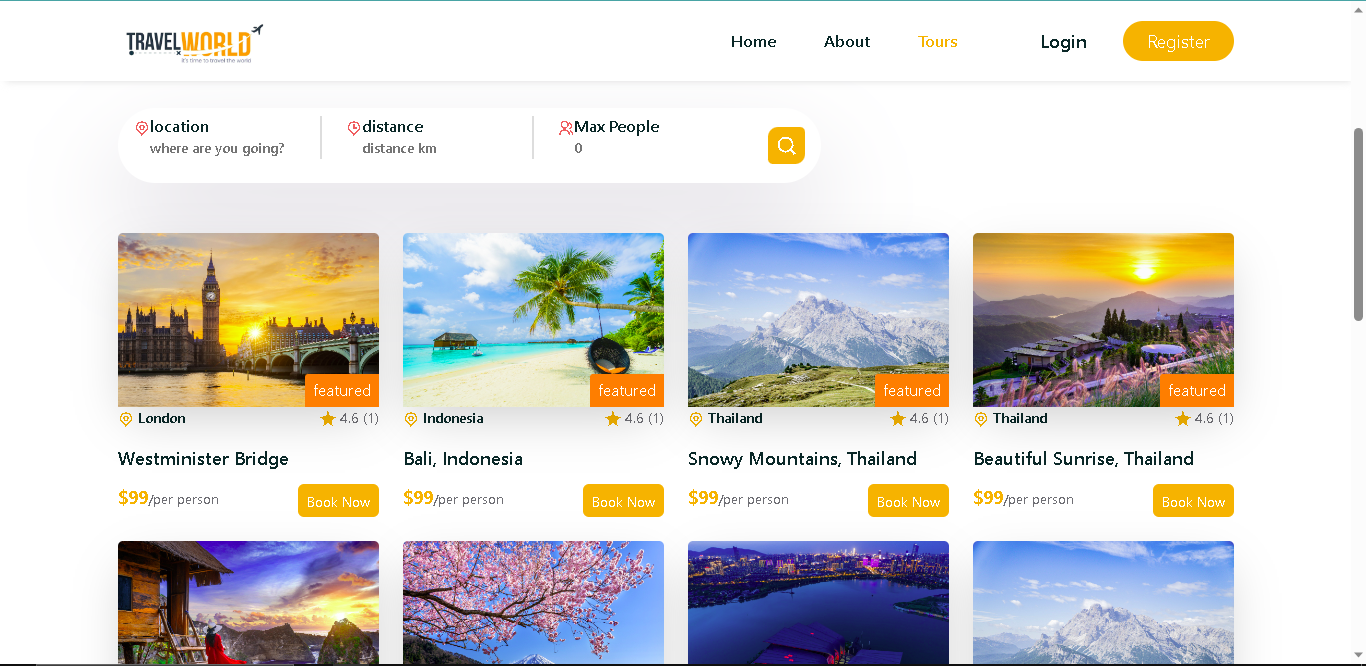 TRAVELWORLD
it's time to travel the world
Home About Tours Login Register
location distance Max People
where are you going? distance km 0
featured featured featured featured
London 4.6 (1) Indonesia 4.6 (1) Thailand 4.6 (1) Thailand 4.6 (1)
Westminister Bridge Bali, Indonesia Snowy Mountains, Thailand Beautiful Sunrise, Thailand
$99/per person Book Now $99/per person Book Now $99/per person Book Now $99/per person Book Now